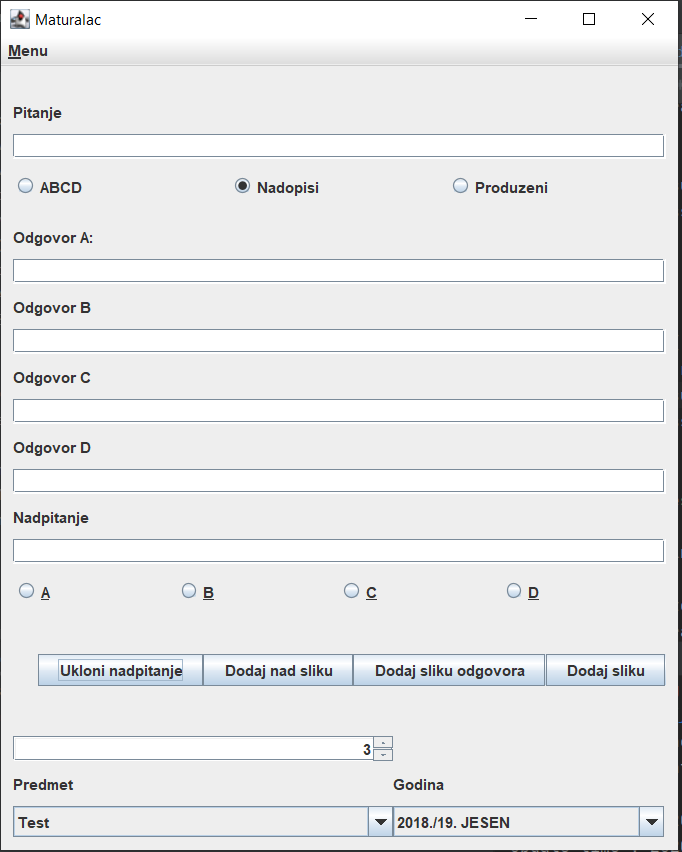 Maturalac
Menu
Pitanje
ABCD Nadopisi Produzeni
Odgovor A:
Odgovor B
Odgovor C
Odgovor D
Nadpitanje
A B C D
Ukloni nadpitanje Dodaj nad sliku Dodaj sliku odgovora Dodaj sliku
3
Predmet Godina
Test 2018./19. JESEN